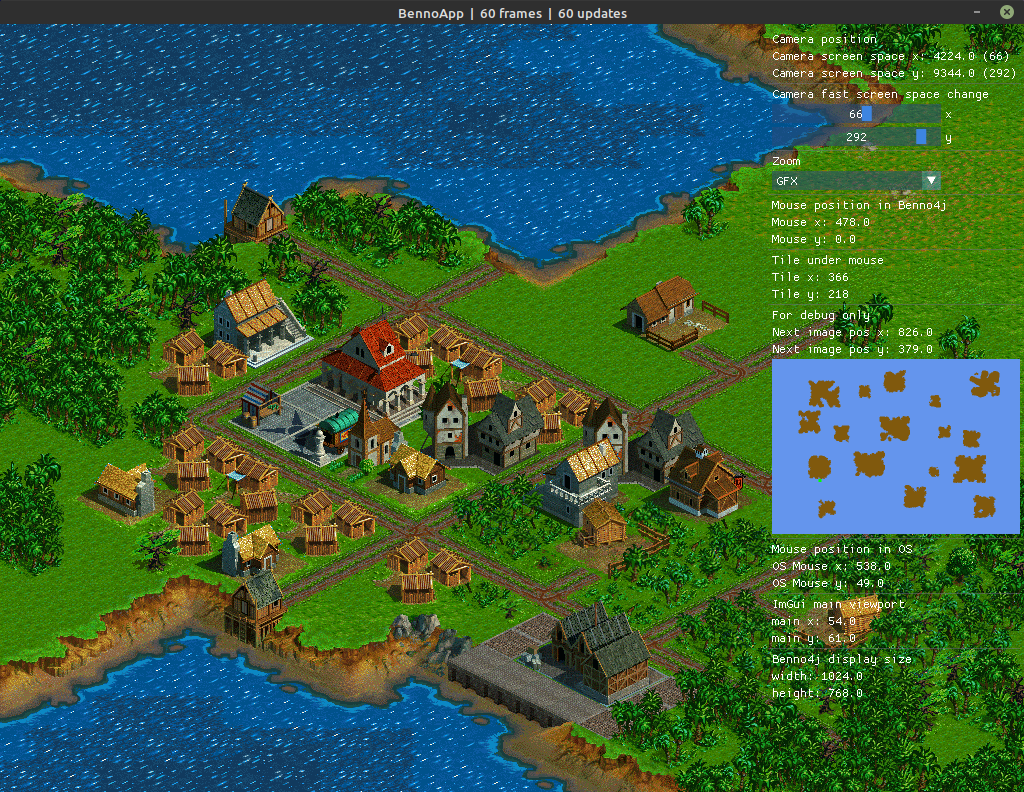 BennoApp | 60 frames | 60 updates
Camera position
Camera screen space x: 4224.0 (66)
Camera screen space y: 9344.0 (292)
Camera fast screen space change
66 x
292 y
Zoom
GFX
Mouse position in Benno4j
Mouse x: 478.0
Mouse y: 0.0
Tile under mouse
Tile x: 366
Tile y: 218
For debug only
Next image pos x: 826.0
Next image pos y: 379.0
Mouse position in OS
OS Mouse x: 538.0
OS Mouse y: 49.0
ImGui main viewport
main x: 54.0
main y: 61.0
Benno4j display size
width: 1024.0
height: 768.0